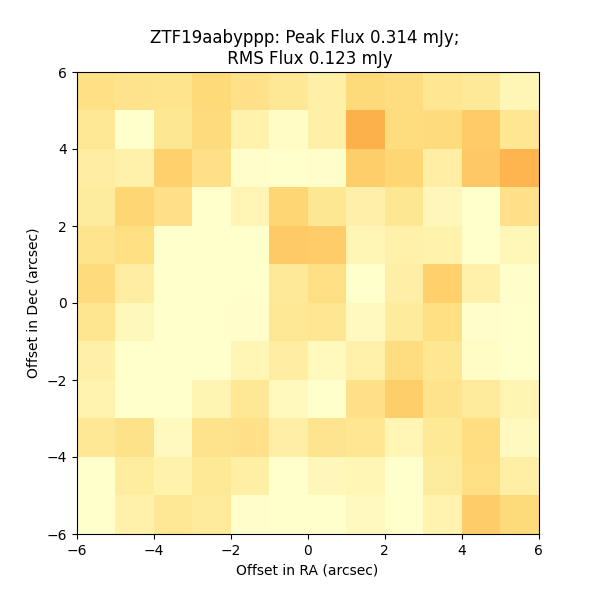 ZTF19aabyppp: Peak Flux 0.314 mJy;
RMS Flux 0.123 mJy
6
4
2
0
−2
−4
−6
Offset in Dec (arcsec)
−6 −4 −2 0 2 4 6
Offset in RA (arcsec)